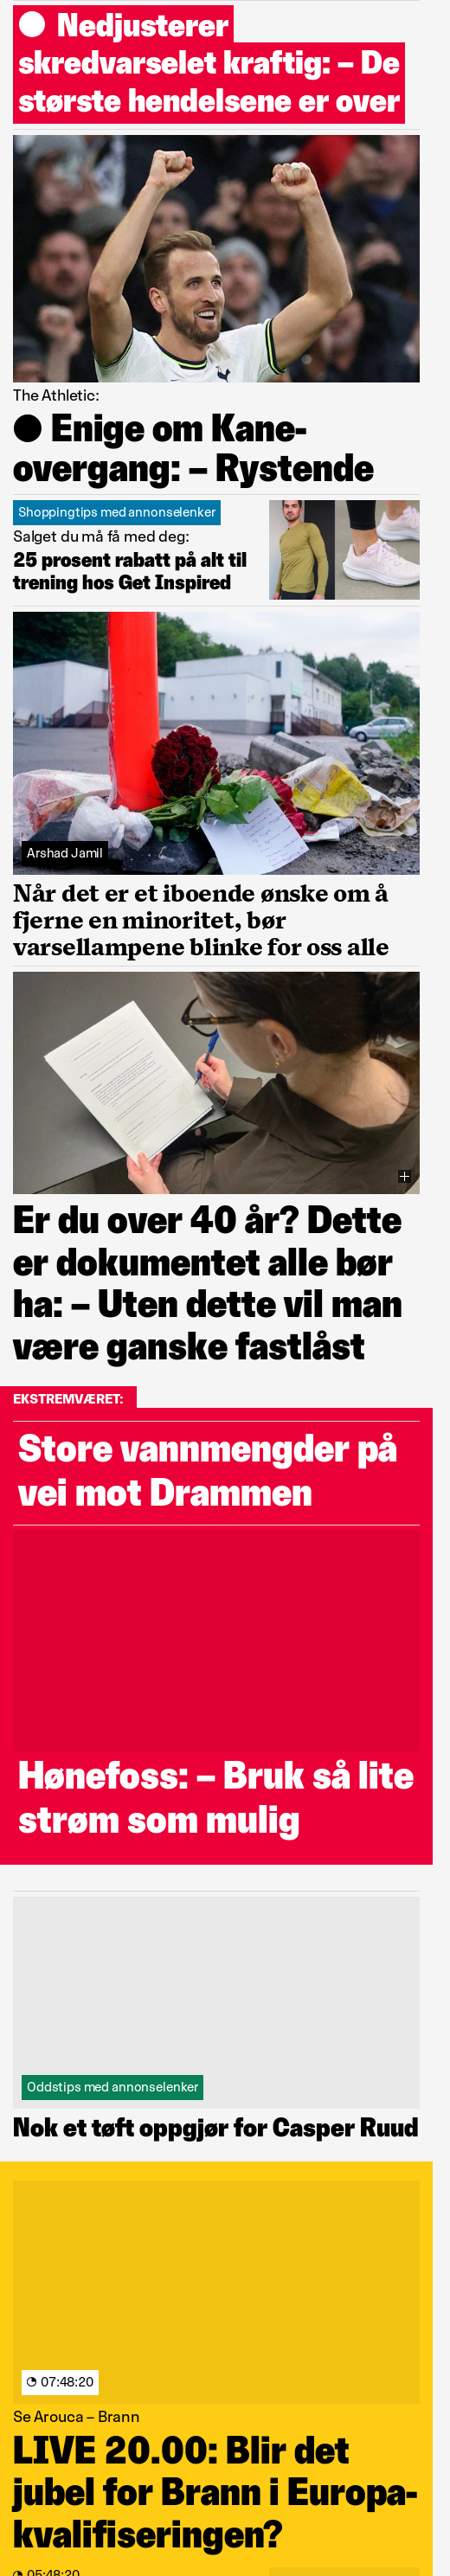 Nedjusterer
skredvarselet kraftig: – De
største hendelsene er over
The Athletic:
Enige om Kane-
overgang: – Rystende
Shoppingtips med annonselenker
Salget du må få med deg:
25 prosent rabatt på alt til
trening hos Get Inspired
Arshad Jamil
Når det er et iboende ønske om å
fjerne en minoritet, bør
varsellampene blinke for oss alle
Er du over 40 år? Dette
er dokumentet alle bør
ha: – Uten dette vil man
være ganske fastlåst
EKSTREMVÆRET:
Store vannmengder på
vei mot Drammen
Hønefoss: – Bruk så lite
strøm som mulig
Oddstips med annonselenker
Nok et tøft oppgjør for Casper Ruud
07:48:20
Se Arouca – Brann
LIVE 20.00: Blir det
jubel for Brann i Europa-
kvalifiseringen?
05:48:20